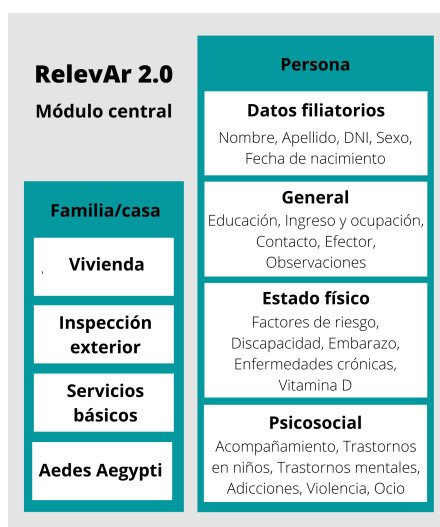 RelevAr 2.0
Módulo central
Familia/casa
Vivienda
Inspección
exterior
Servicios
básicos
Aedes Aegypti
Persona
Datos filiatorios
Nombre, Apellido, DNI, Sexo,
Fecha de nacimiento
General
Educación, Ingreso y ocupación,
Contacto, Efector,
Observaciones
Estado físico
Factores de riesgo,
Discapacidad, Embarazo,
Enfermedades crónicas,
Vitamina D
Psicosocial
Acompañamiento, Trastornos
en niños, Trastornos mentales,
Adicciones, Violencia, Ocio